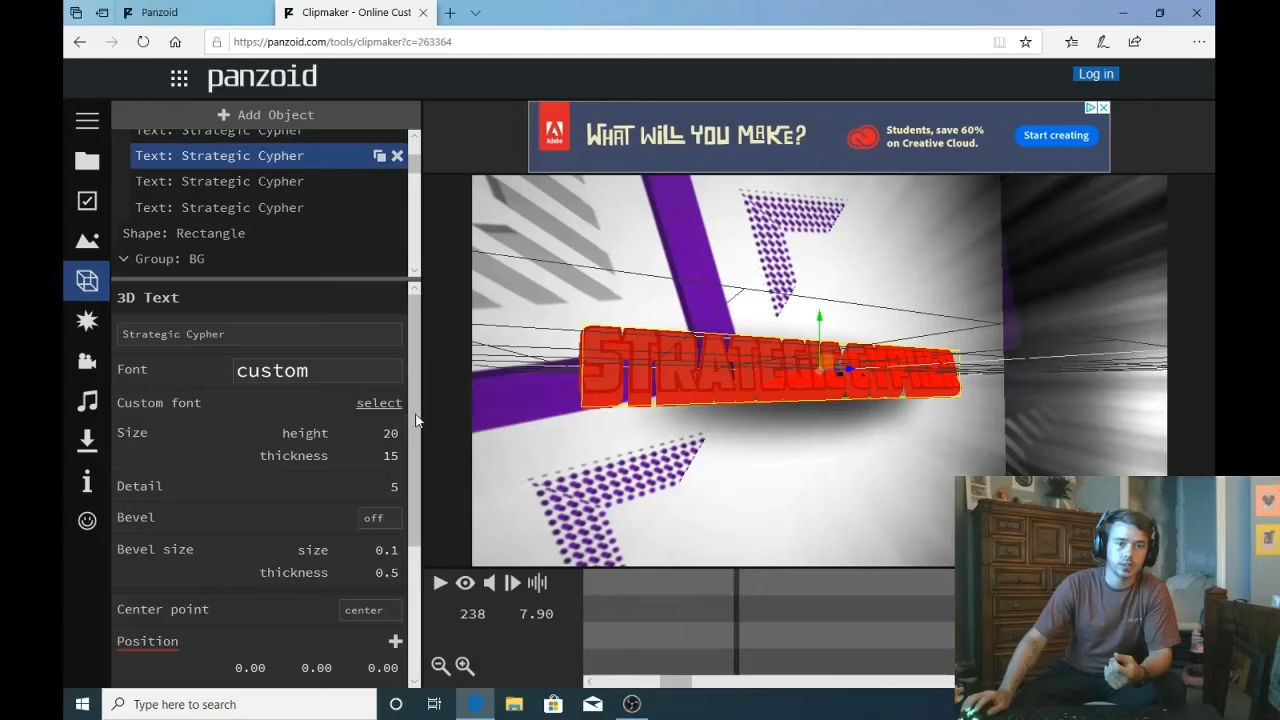 Panzoid
Clipmaker - Online Cust
https://panzoid.com/tools/clipmaker?c=263364
panzoid
Log in
Add Object
WHAT WILL YOU MAKE?
Students, save 60%
on Creative Cloud.
Start creating
Adobe
Text: Strategic Cypher
Text: Strategic Cypher
Text: Strategic Cypher
Text: Strategic Cypher
Shape: Rectangle
Group: BG
3D Text
Strategic Cypher
Font custom
Custom font select
Size height 20
thickness 15
Detail 5
Bevel off
Bevel size size 0.1
thickness 0.5
Center point center
Position
0.00 0.00 0.00
STRATEGIC CYPHER
238 7.90
Type here to search